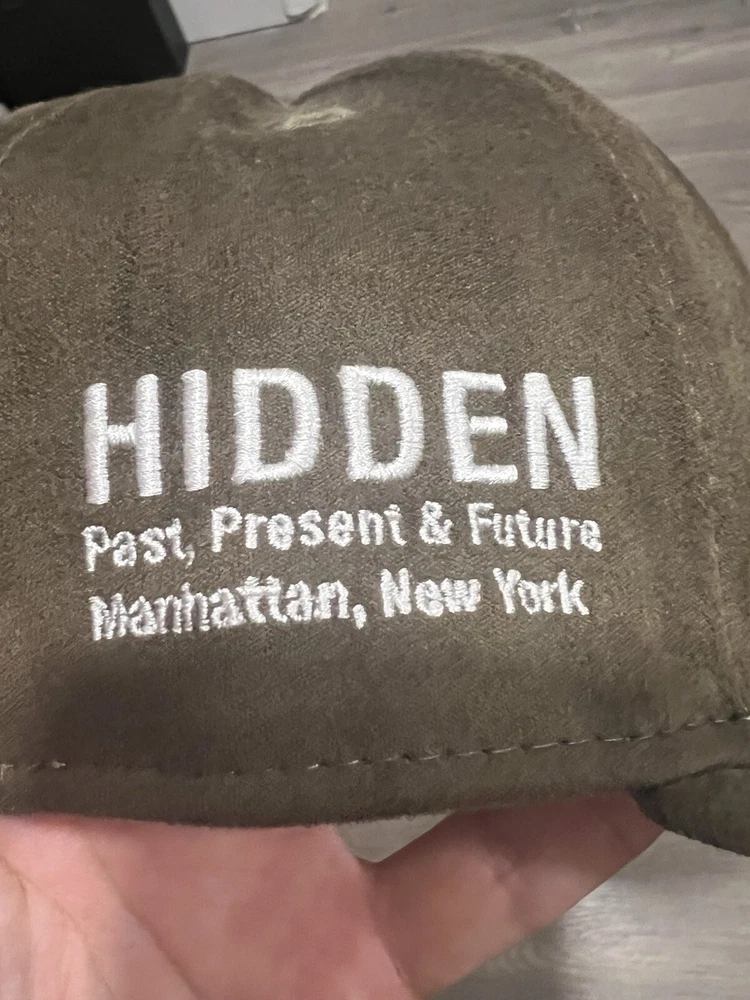 HIDDEN
Past, Present & Future
Manhattan, New York